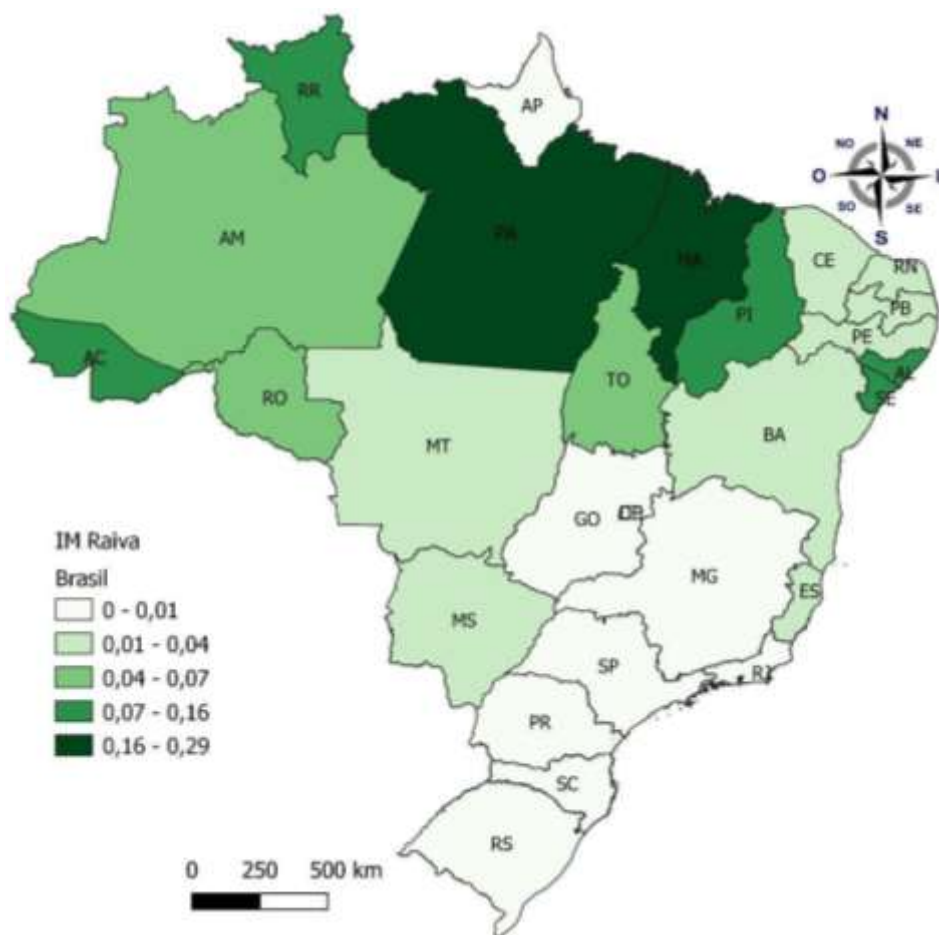 RR
AP
N
NO NE
O
SO SE
S
AM
PA
MA
CE
RN
PB
PI
PE
AC
AL
SE
RO
TO
BA
MT
GO
DF
MG
ES
MS
SP
RJ
PR
SC
RS
IM Raiva
Brasil
0 - 0,01
0,01 - 0,04
0,04 - 0,07
0,07 - 0,16
0,16 - 0,29
0 250 500 km